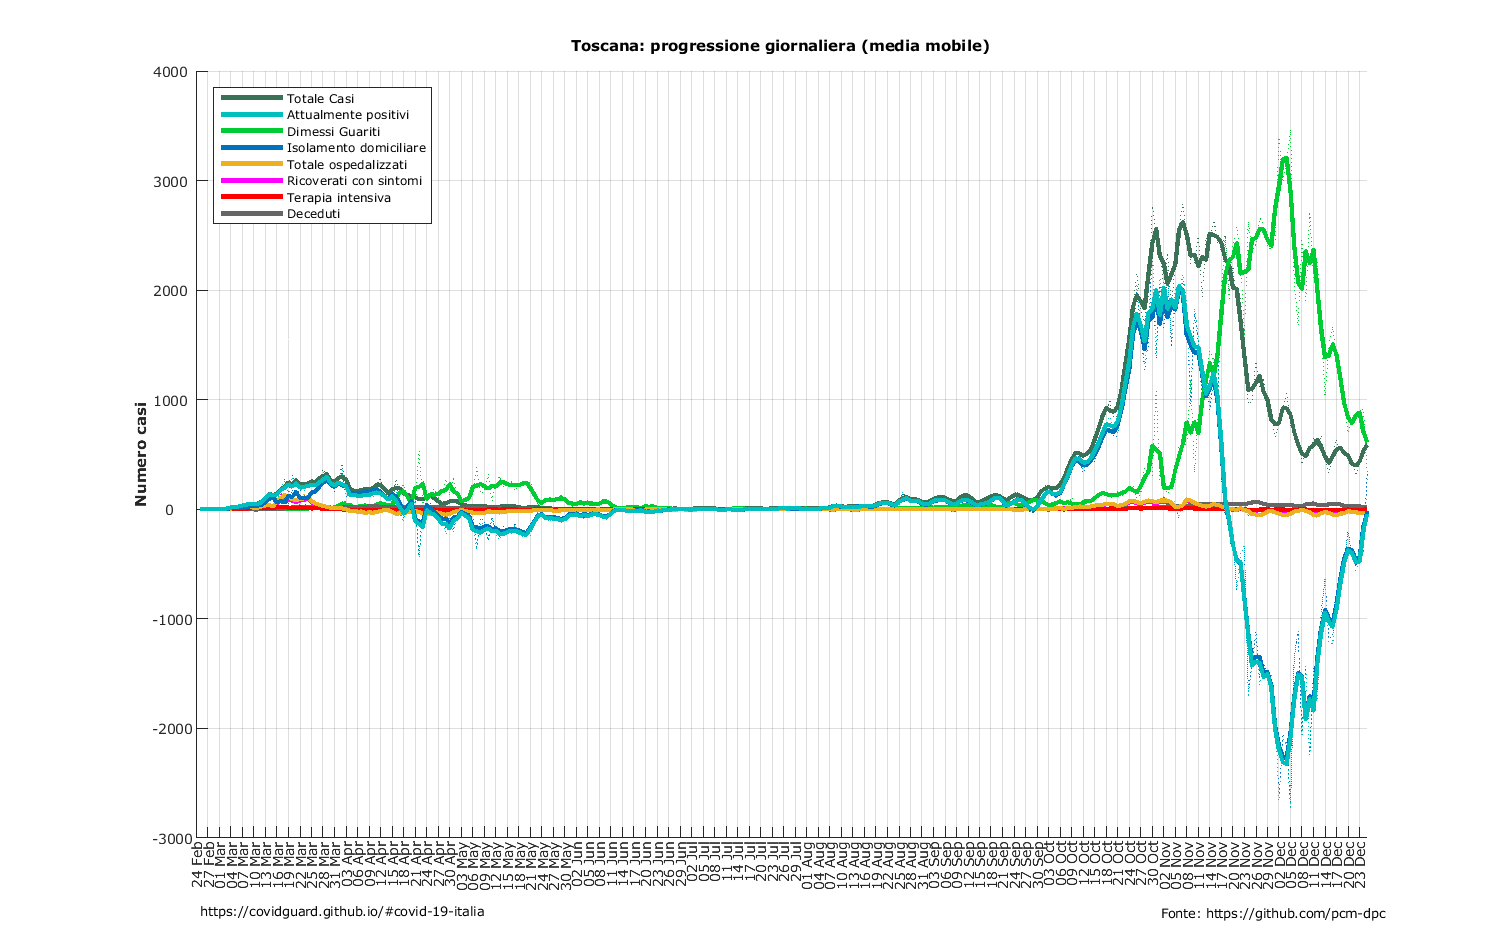 Toscana: progressione giornaliera (media mobile)
4000
3000
2000
1000
0
-1000
-2000
-3000
Numero casi
Totale Casi
Attualmente positivi
Dimessi Guariti
Isolamento domiciliare
Totale ospedalizzati
Ricoverati con sintomi
Terapia intensiva
Deceduti
24 Feb
27 Feb
01 Mar
04 Mar
07 Mar
10 Mar
13 Mar
16 Mar
19 Mar
22 Mar
25 Mar
28 Mar
31 Mar
03 Apr
06 Apr
09 Apr
12 Apr
15 Apr
18 Apr
21 Apr
24 Apr
27 Apr
30 Apr
03 May
06 May
09 May
12 May
15 May
18 May
21 May
24 May
27 May
30 May
02 Jun
05 Jun
08 Jun
11 Jun
14 Jun
17 Jun
20 Jun
23 Jun
26 Jun
29 Jun
02 Jul
05 Jul
08 Jul
11 Jul
14 Jul
17 Jul
20 Jul
23 Jul
26 Jul
29 Jul
01 Aug
04 Aug
07 Aug
10 Aug
13 Aug
16 Aug
19 Aug
22 Aug
25 Aug
28 Aug
31 Aug
03 Sep
06 Sep
09 Sep
12 Sep
15 Sep
18 Sep
21 Sep
24 Sep
27 Sep
30 Sep
03 Oct
06 Oct
09 Oct
12 Oct
15 Oct
18 Oct
21 Oct
24 Oct
27 Oct
30 Oct
02 Nov
05 Nov
08 Nov
11 Nov
14 Nov
17 Nov
20 Nov
23 Nov
26 Nov
29 Nov
02 Dec
05 Dec
08 Dec
11 Dec
14 Dec
17 Dec
20 Dec
23 Dec
https://covidguard.github.io/#covid-19-italia
Fonte: https://github.com/pcm-dpc